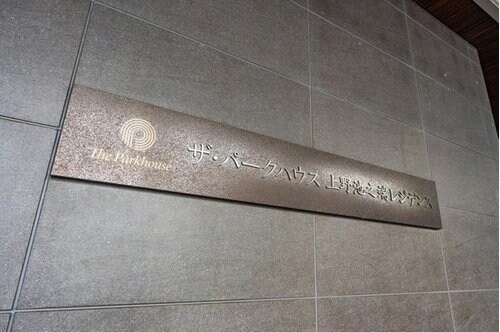 The Parkhouse
ザ・パークハウス 上野池之端レジデンス